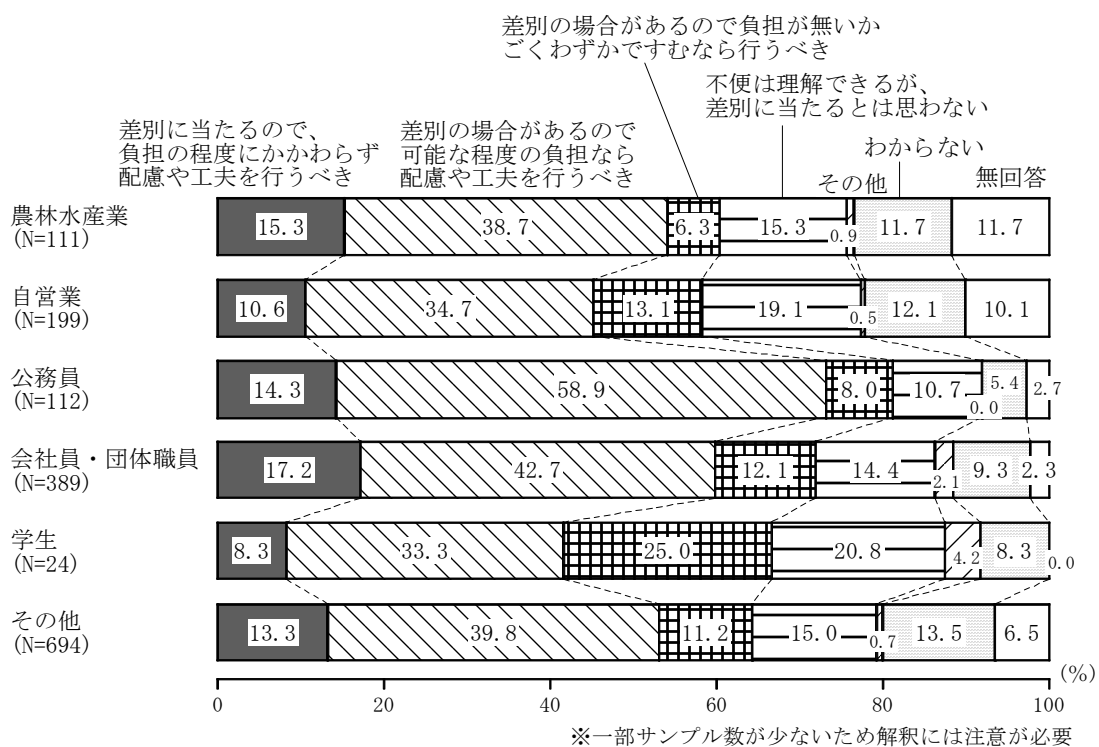 差別の場合があるので負担が無いか
ごくわずかですむなら行うべき
不便は理解できるが、
差別に当たるとは思わない
差別に当たるので、
負担の程度にかかわらず
配慮や工夫を行うべき
差別の場合があるので
可能な程度の負担なら
配慮や工夫を行うべき
わからない
その他
無回答
農林水産業
(N=111)
15.3 38.7 6.3 15.3 0.9 11.7 11.7
自営業
(N=199)
10.6 34.7 13.1 19.1 0.5 12.1 10.1
公務員
(N=112)
14.3 58.9 8.0 10.7 0.0 5.4 2.7
会社員・団体職員
(N=389)
17.2 42.7 12.1 14.4 2.1 9.3 2.3
学生
(N=24)
8.3 33.3 25.0 20.8 4.2 8.3 0.0
その他
(N=694)
13.3 39.8 11.2 15.0 0.7 13.5 6.5
(%)
0 20 40 60 80 100
※一部サンプル数が少ないため解釈には注意が必要